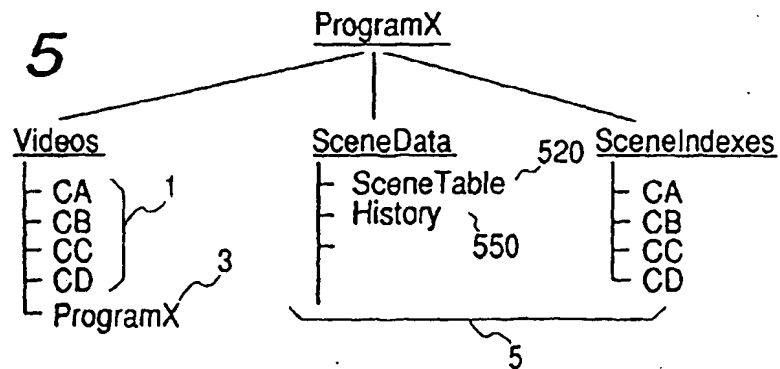 5
ProgramX
Videos
CA
CB
CC
CD
ProgramX
1
3
SceneData
SceneTable
History
520
550
SceneIndexes
CA
CB
CC
CD
5